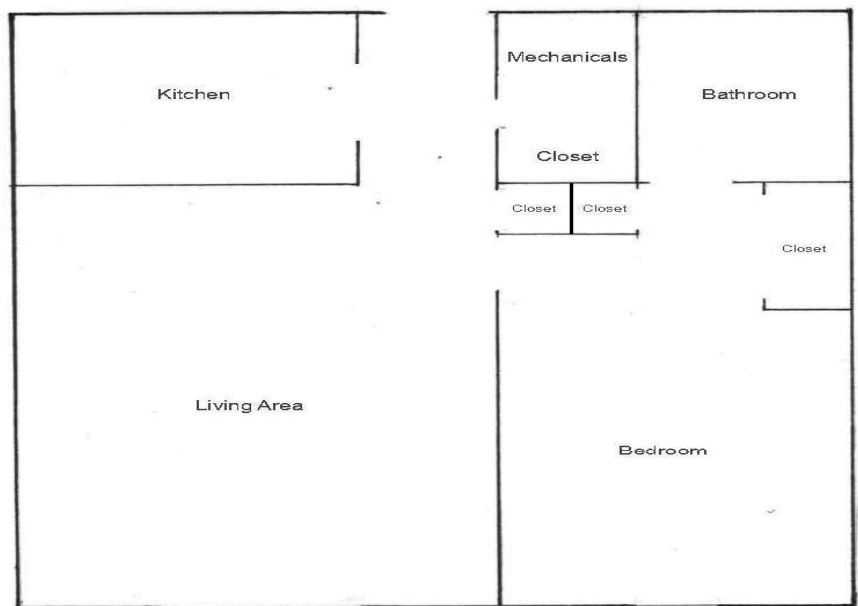 Mechanicals
Kitchen
Bathroom
Closet
Closet
Closet
Closet
Living Area
Bedroom